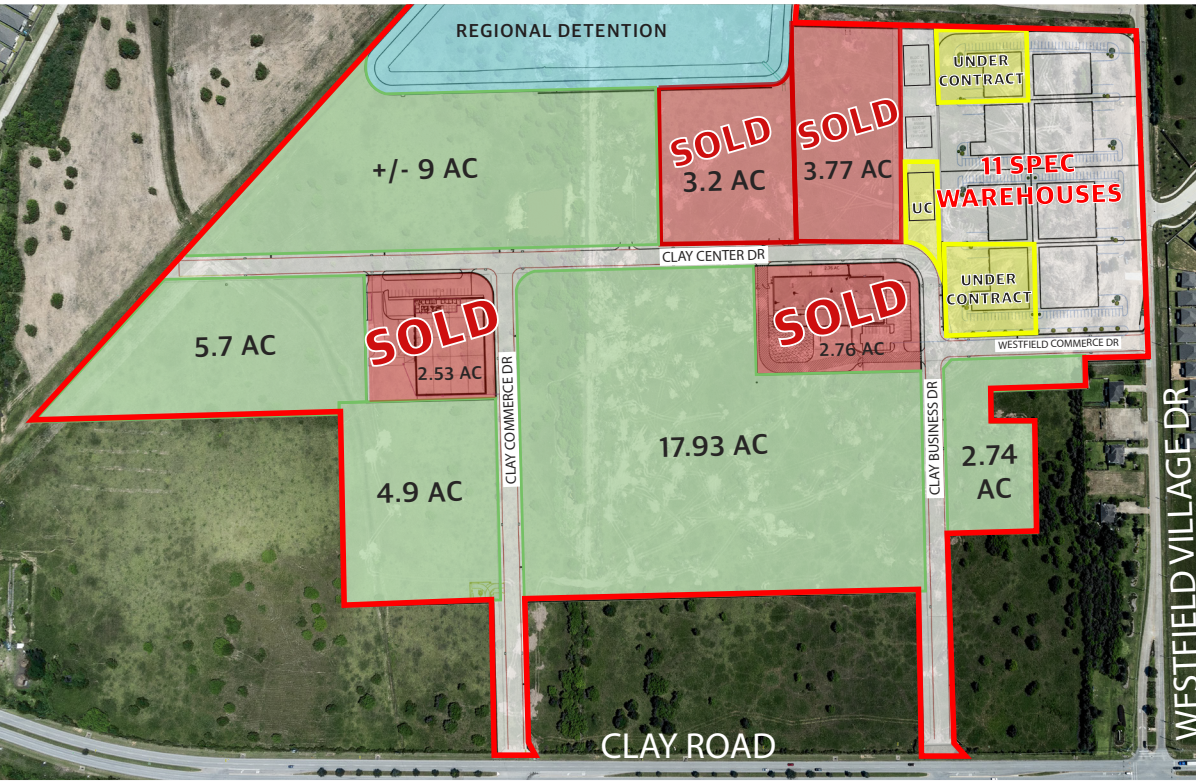 REGIONAL DETENTION
UNDER
CONTRACT
SOLD
3.2 AC
SOLD
3.77 AC
+/- 9 AC
11 SPEC
WAREHOUSES
UC
CLAY CENTER DR
UNDER
CONTRACT
SOLD
2.53 AC
SOLD
2.76 AC
5.7 AC
WESTFIELD COMMERCE DR
CLAY COMMERCE DR
CLAY BUSINESS DR
17.93 AC
4.9 AC
2.74
AC
WESTFIELD VILLAGE DR
CLAY ROAD